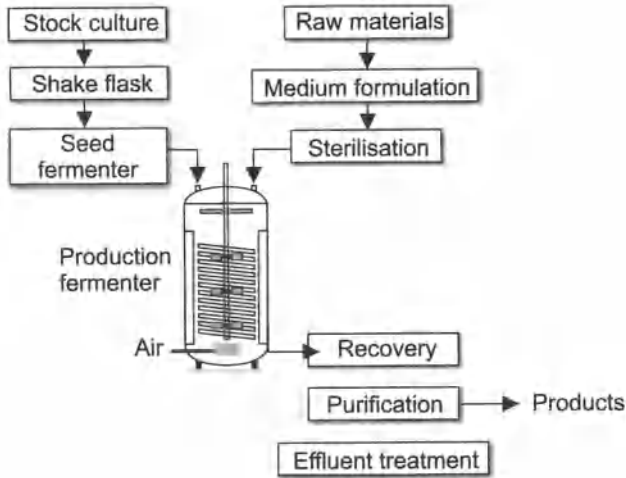 Stock culture
Raw materials
Shake flask
Medium formulation
Seed
fermenter
Sterilisation
Production
fermenter
Air
Recovery
Purification
Products
Effluent treatment